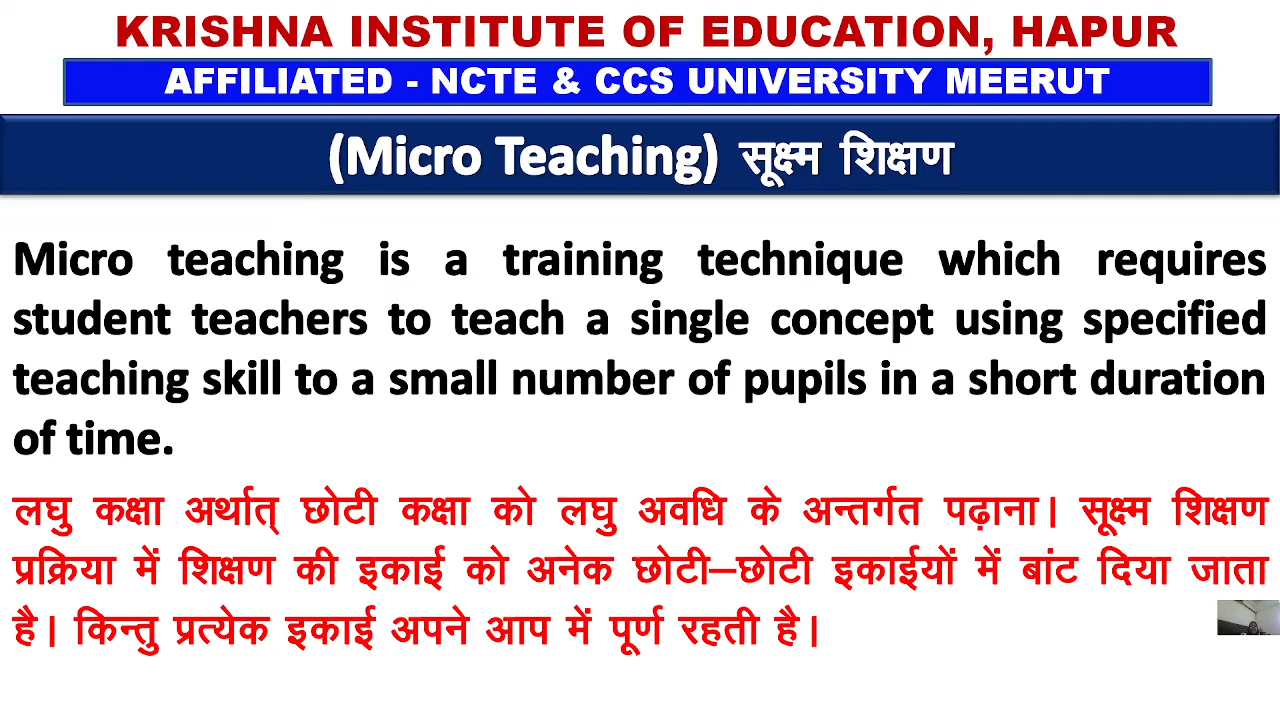 KRISHNA INSTITUTE OF EDUCATION, HAPUR
AFFILIATED - NCTE & CCS UNIVERSITY MEERUT
(Micro Teaching) सूक्ष्म शिक्षण
Micro teaching is a training technique which requires
student teachers to teach a single concept using specified
teaching skill to a small number of pupils in a short duration
of time.
लघु कक्षा अर्थात् छोटी कक्षा को लघु अवधि के अन्तर्गत पढ़ाना। सूक्ष्म शिक्षण
प्रक्रिया में शिक्षण की इकाई को अनेक छोटी–छोटी इकाईयों में बांट दिया जाता
है। किन्तु प्रत्येक इकाई अपने आप में पूर्ण रहती है।